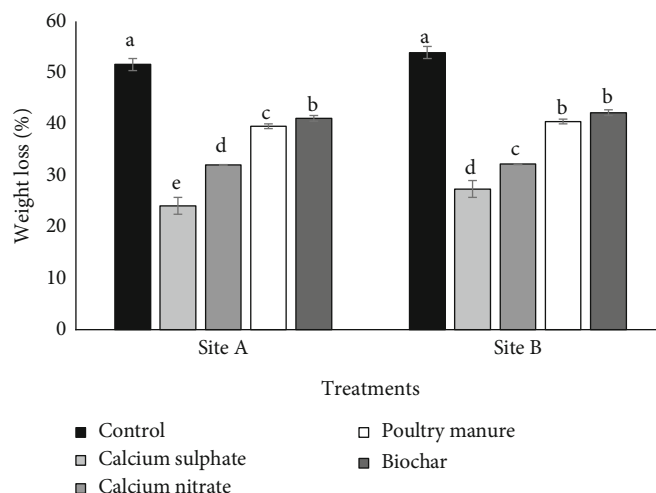 60
50
40
30
20
10
0
Weight loss (%)
a
e
d
c
b
a
d
c
b
b
Site A
Site B
Treatments
Control
Calcium sulphate
Calcium nitrate
Poultry manure
Biochar